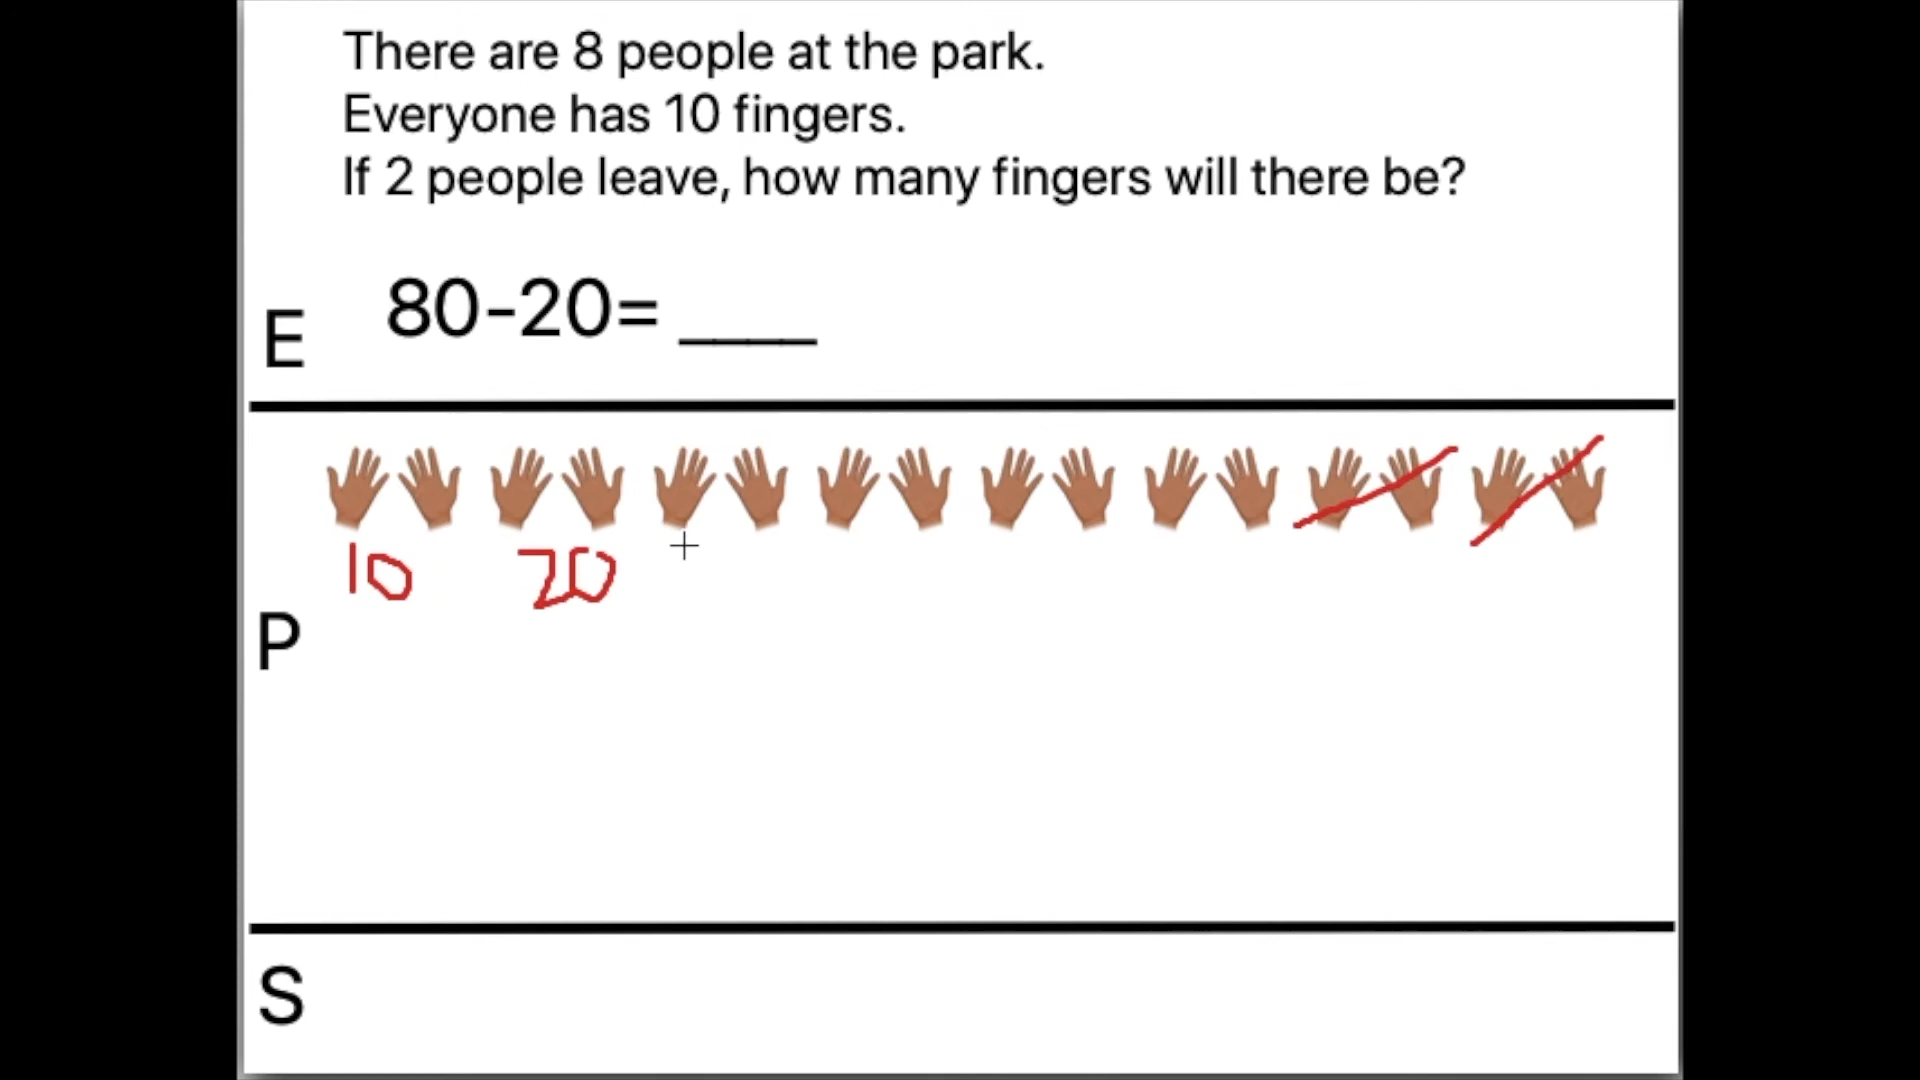 There are 8 people at the park.
Everyone has 10 fingers.
If 2 people leave, how many fingers will there be?
E 80-20= ____
10 20
P
S